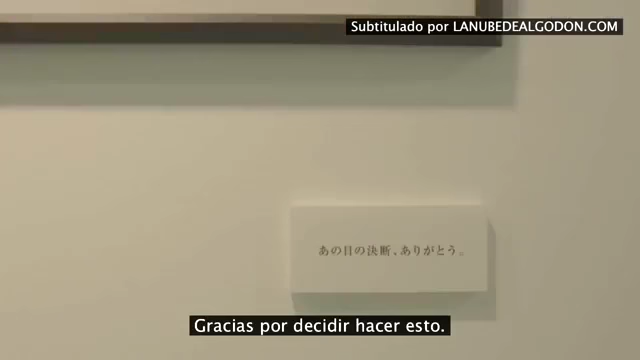 Subtitulado por LANUBEDEALGODON.COM
あの日の決断、ありがとう。
Gracias por decidir hacer esto.